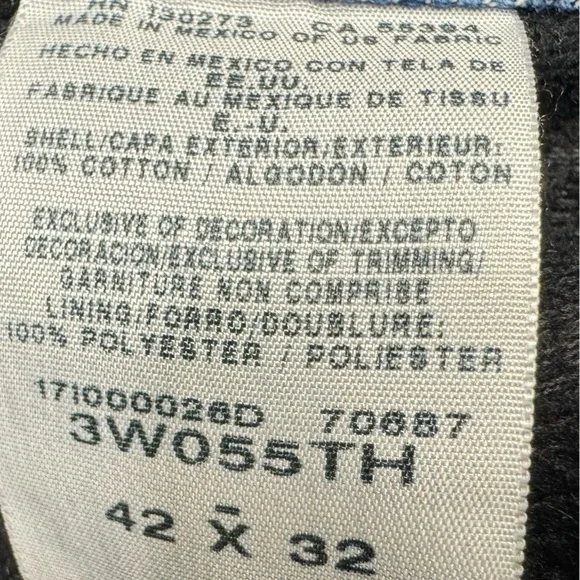 RN 130273 CA 55394
MADE IN MEXICO OF US FABRIC
HECHO EN MEXICO CON TELA DE
EE.UU.
FABRIQUE AU MEXIQUE DE TISSU
E.-U.
SHELL/CAPA EXTERIOR/EXTERIEUR:
100% COTTON / ALGODON / COTON
EXCLUSIVE OF DECORATION/EXCEPTO
DECORACION/EXCLUSIVE OF TRIMMING/
GARNITURE NON COMPRISE
LINING/FORRO/DOUBLURE:
100% POLYESTER / POLIESTER
171000026D 70687
3W055TH
42 X 32